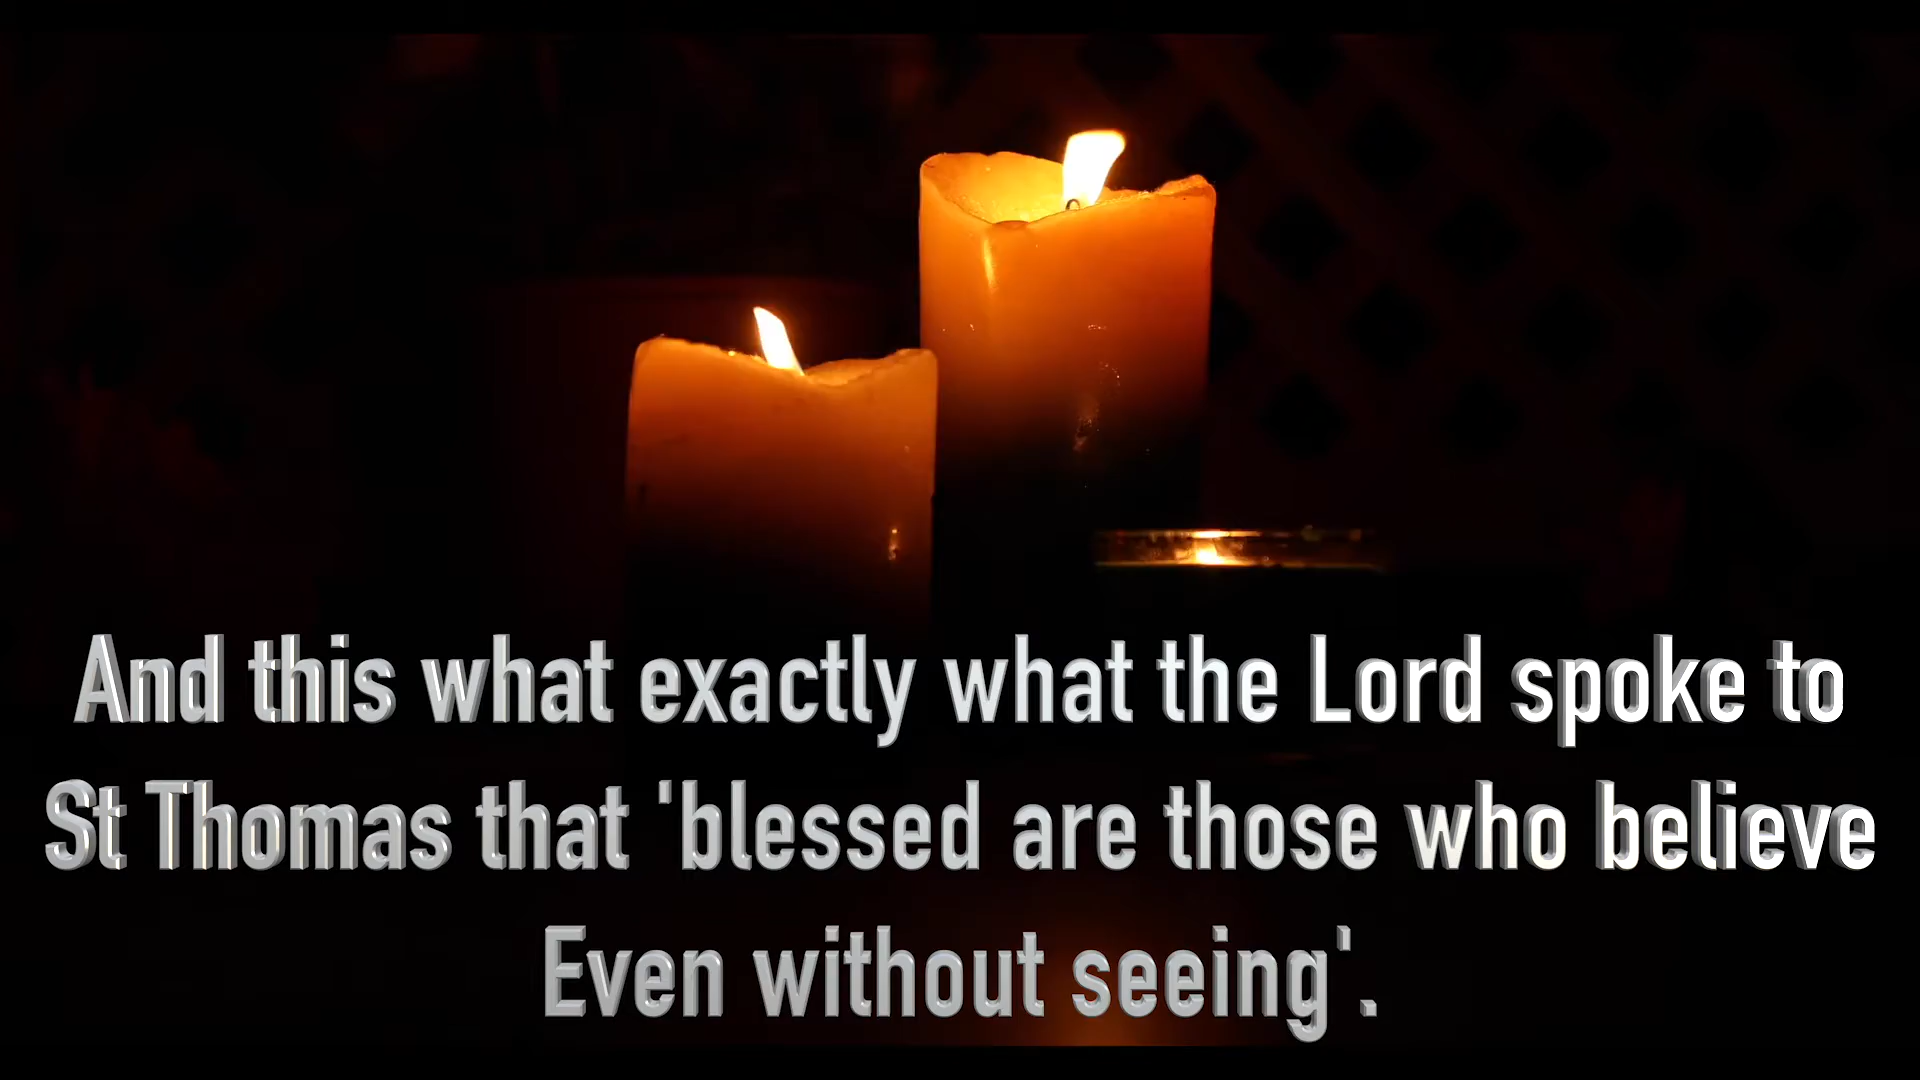 And this what exactly what the Lord spoke to
St Thomas that 'blessed are those who believe
Even without seeing'.